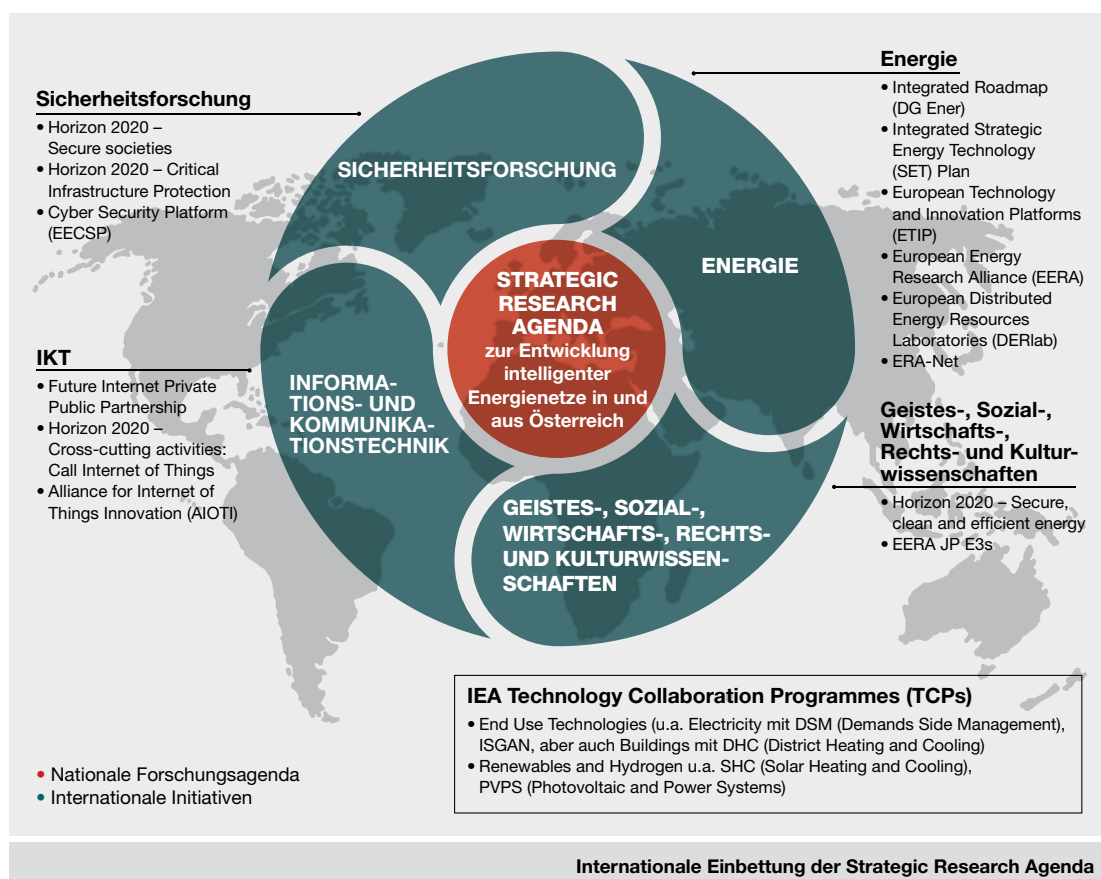 Sicherheitsforschung
• Horizon 2020 –
Secure societies
• Horizon 2020 – Critical
Infrastructure Protection
• Cyber Security Platform
(EECSP)
IKT
• Future Internet Private
Public Partnership
• Horizon 2020 –
Cross-cutting activities:
Call Internet of Things
• Alliance for Internet of
Things Innovation (AIOTI)
SICHERHEITSFORSCHUNG
ENERGIE
STRATEGIC
RESEARCH
AGENDA
zur Entwicklung
intelligenter
Energienetze in und
aus Österreich
INFORMA-
TIONS- UND
KOMMUNIKA-
TIONSTECHNIK
GEISTES-, SOZIAL-,
WIRTSCHAFTS-, RECHTS-
UND KULTURWISSEN-
SCHAFTEN
Energie
• Integrated Roadmap
(DG Ener)
• Integrated Strategic
Energy Technology
(SET) Plan
• European Technology
and Innovation Platforms
(ETIP)
• European Energy
Research Alliance (EERA)
• European Distributed
Energy Resources
Laboratories (DERlab)
• ERA-Net
Geistes-, Sozial-,
Wirtschafts-,
Rechts- und Kultur-
wissenschaften
• Horizon 2020 – Secure,
clean and efficient energy
• EERA JP E3s
IEA Technology Collaboration Programmes (TCPs)
• End Use Technologies (u.a. Electricity mit DSM (Demands Side Management),
ISGAN, aber auch Buildings mit DHC (District Heating and Cooling)
• Renewables and Hydrogen u.a. SHC (Solar Heating and Cooling),
PVPS (Photovoltaic and Power Systems)
• Nationale Forschungsagenda
• Internationale Initiativen
Internationale Einbettung der Strategic Research Agenda